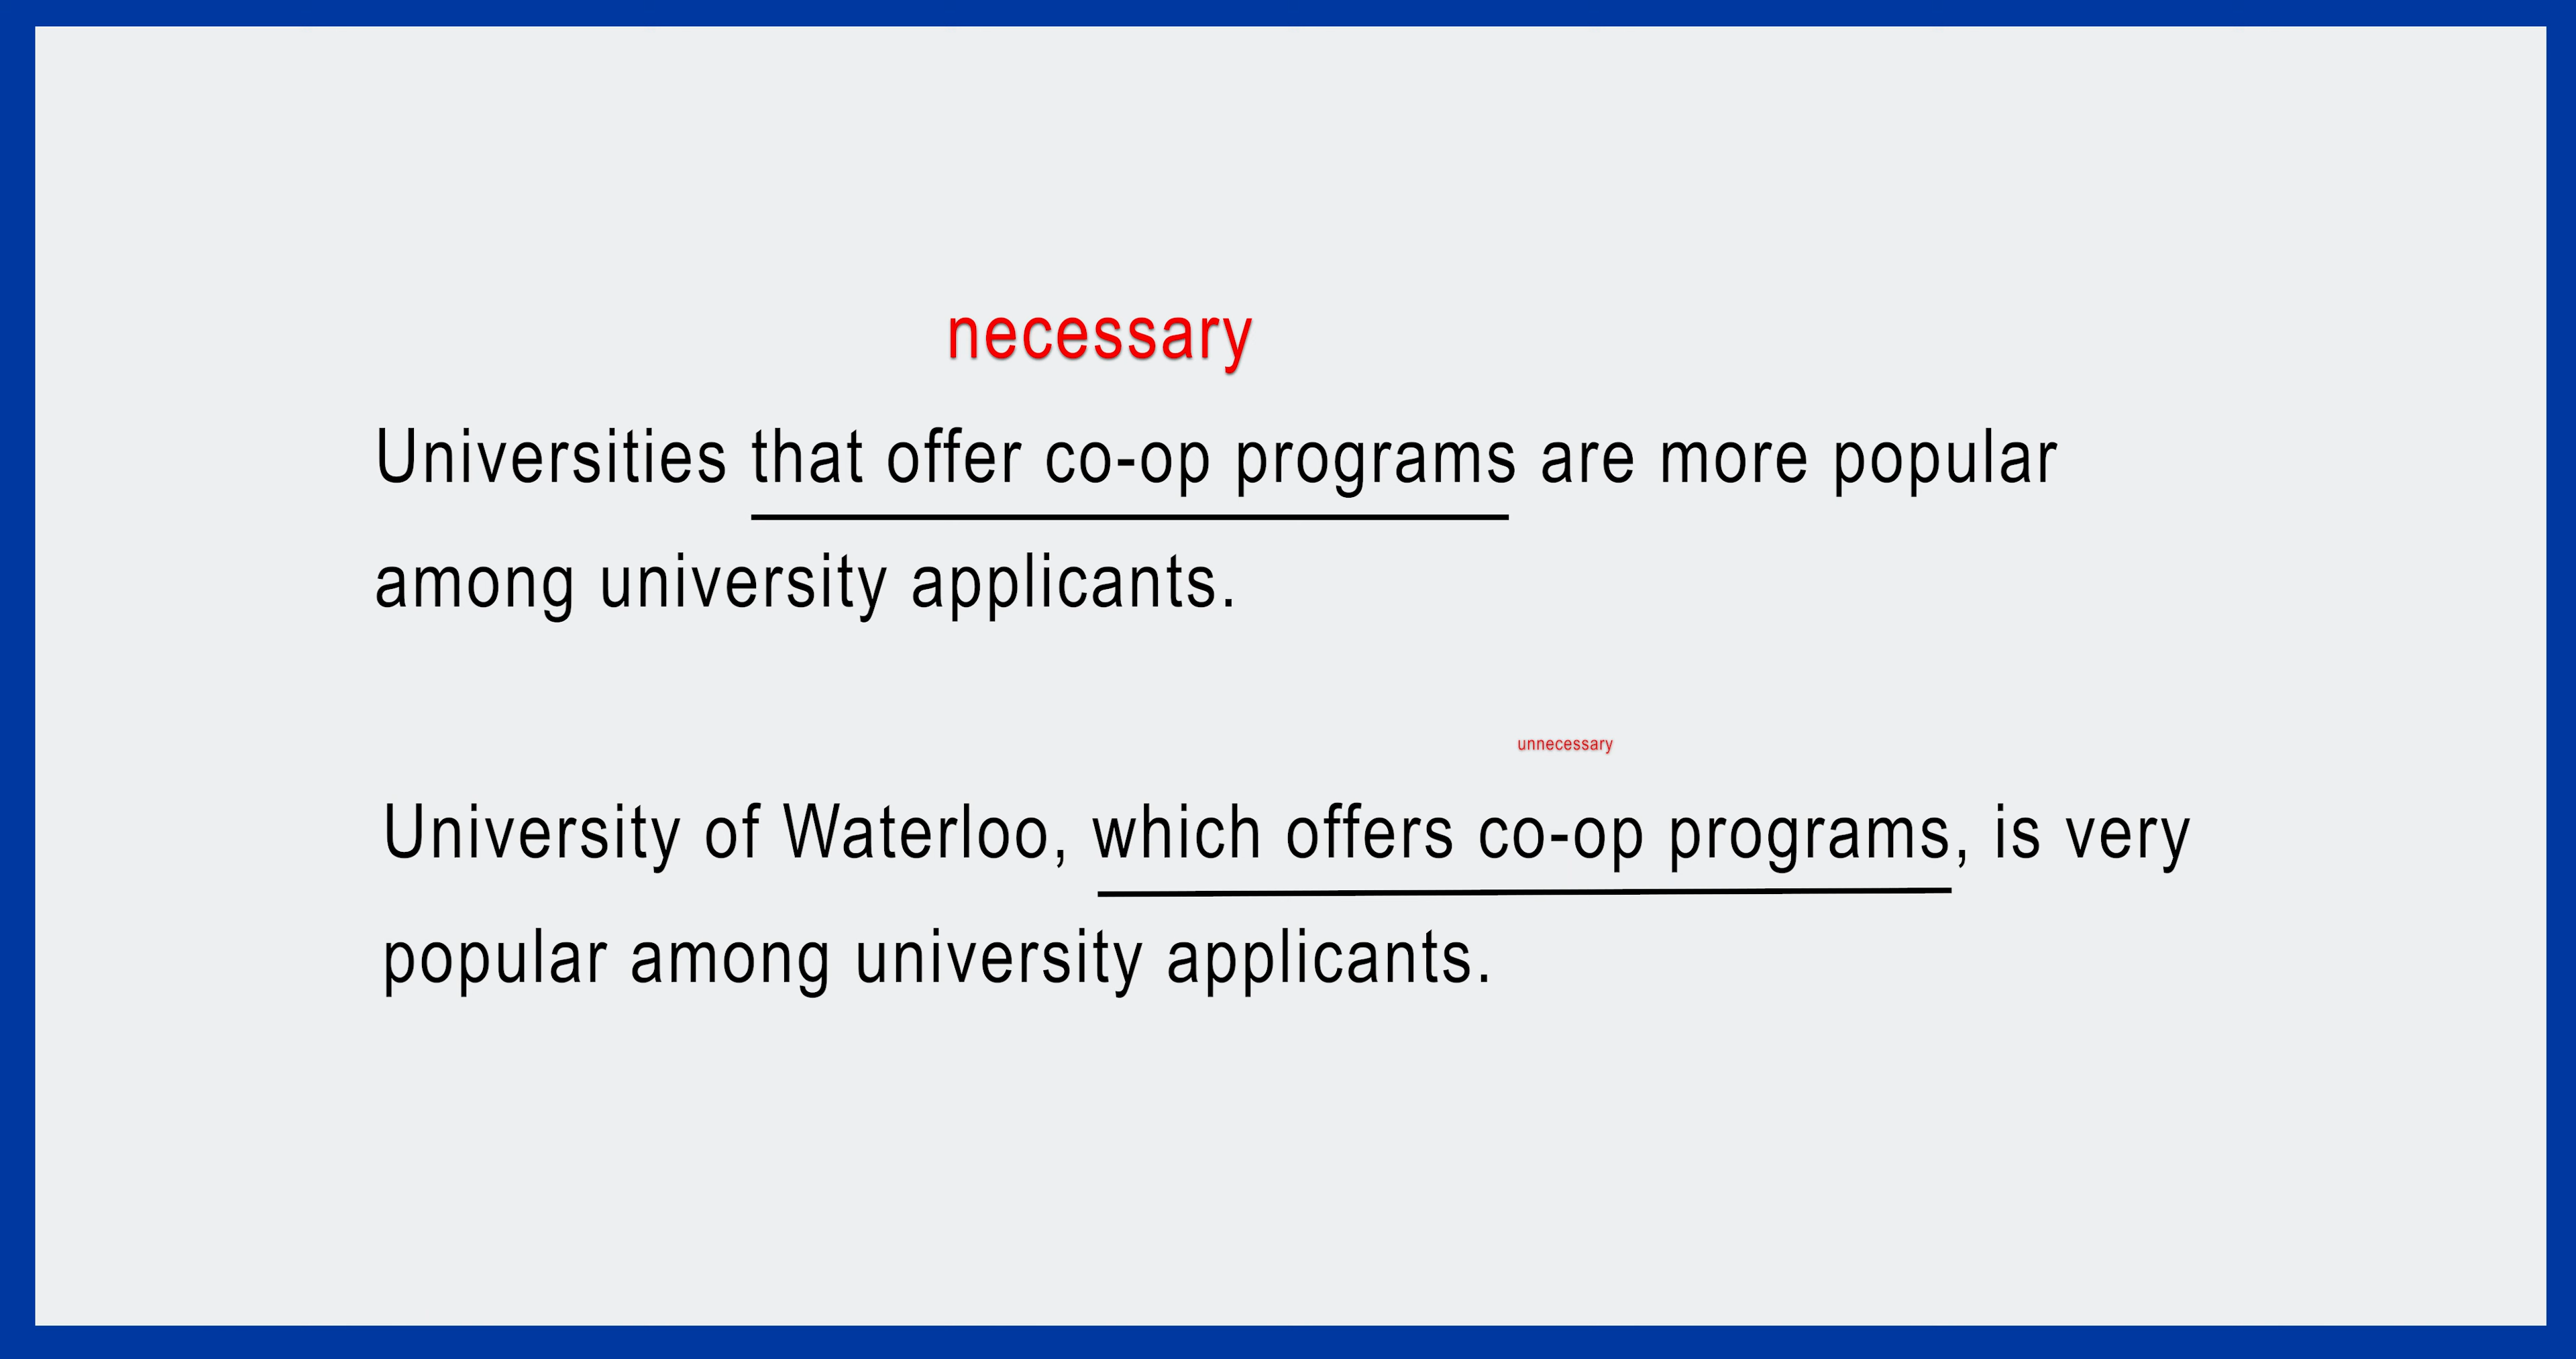 necessary
Universities that offer co-op programs are more popular
among university applicants.
unnecessary
University of Waterloo, which offers co-op programs, is very
popular among university applicants.